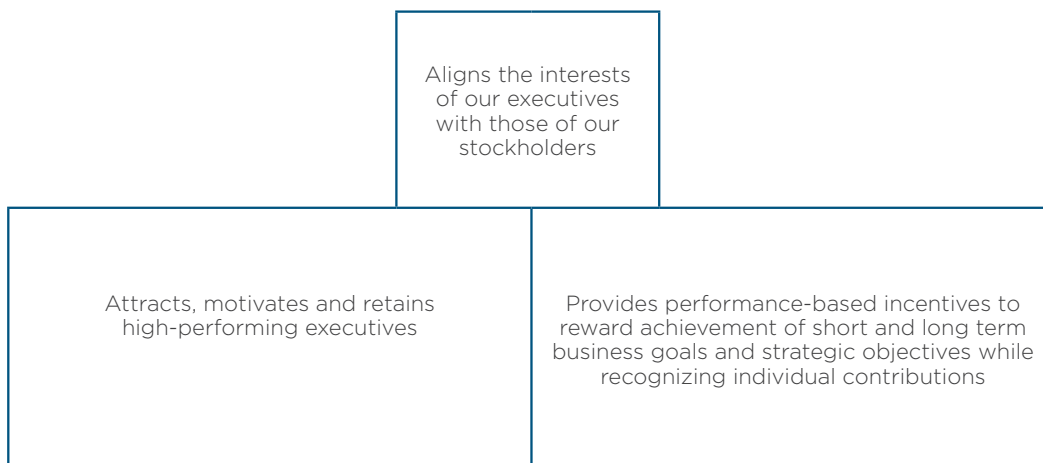 Aligns the interests
of our executives
with those of our
stockholders
Attracts, motivates and retains
high-performing executives
Provides performance-based incentives to
reward achievement of short and long term
business goals and strategic objectives while
recognizing individual contributions